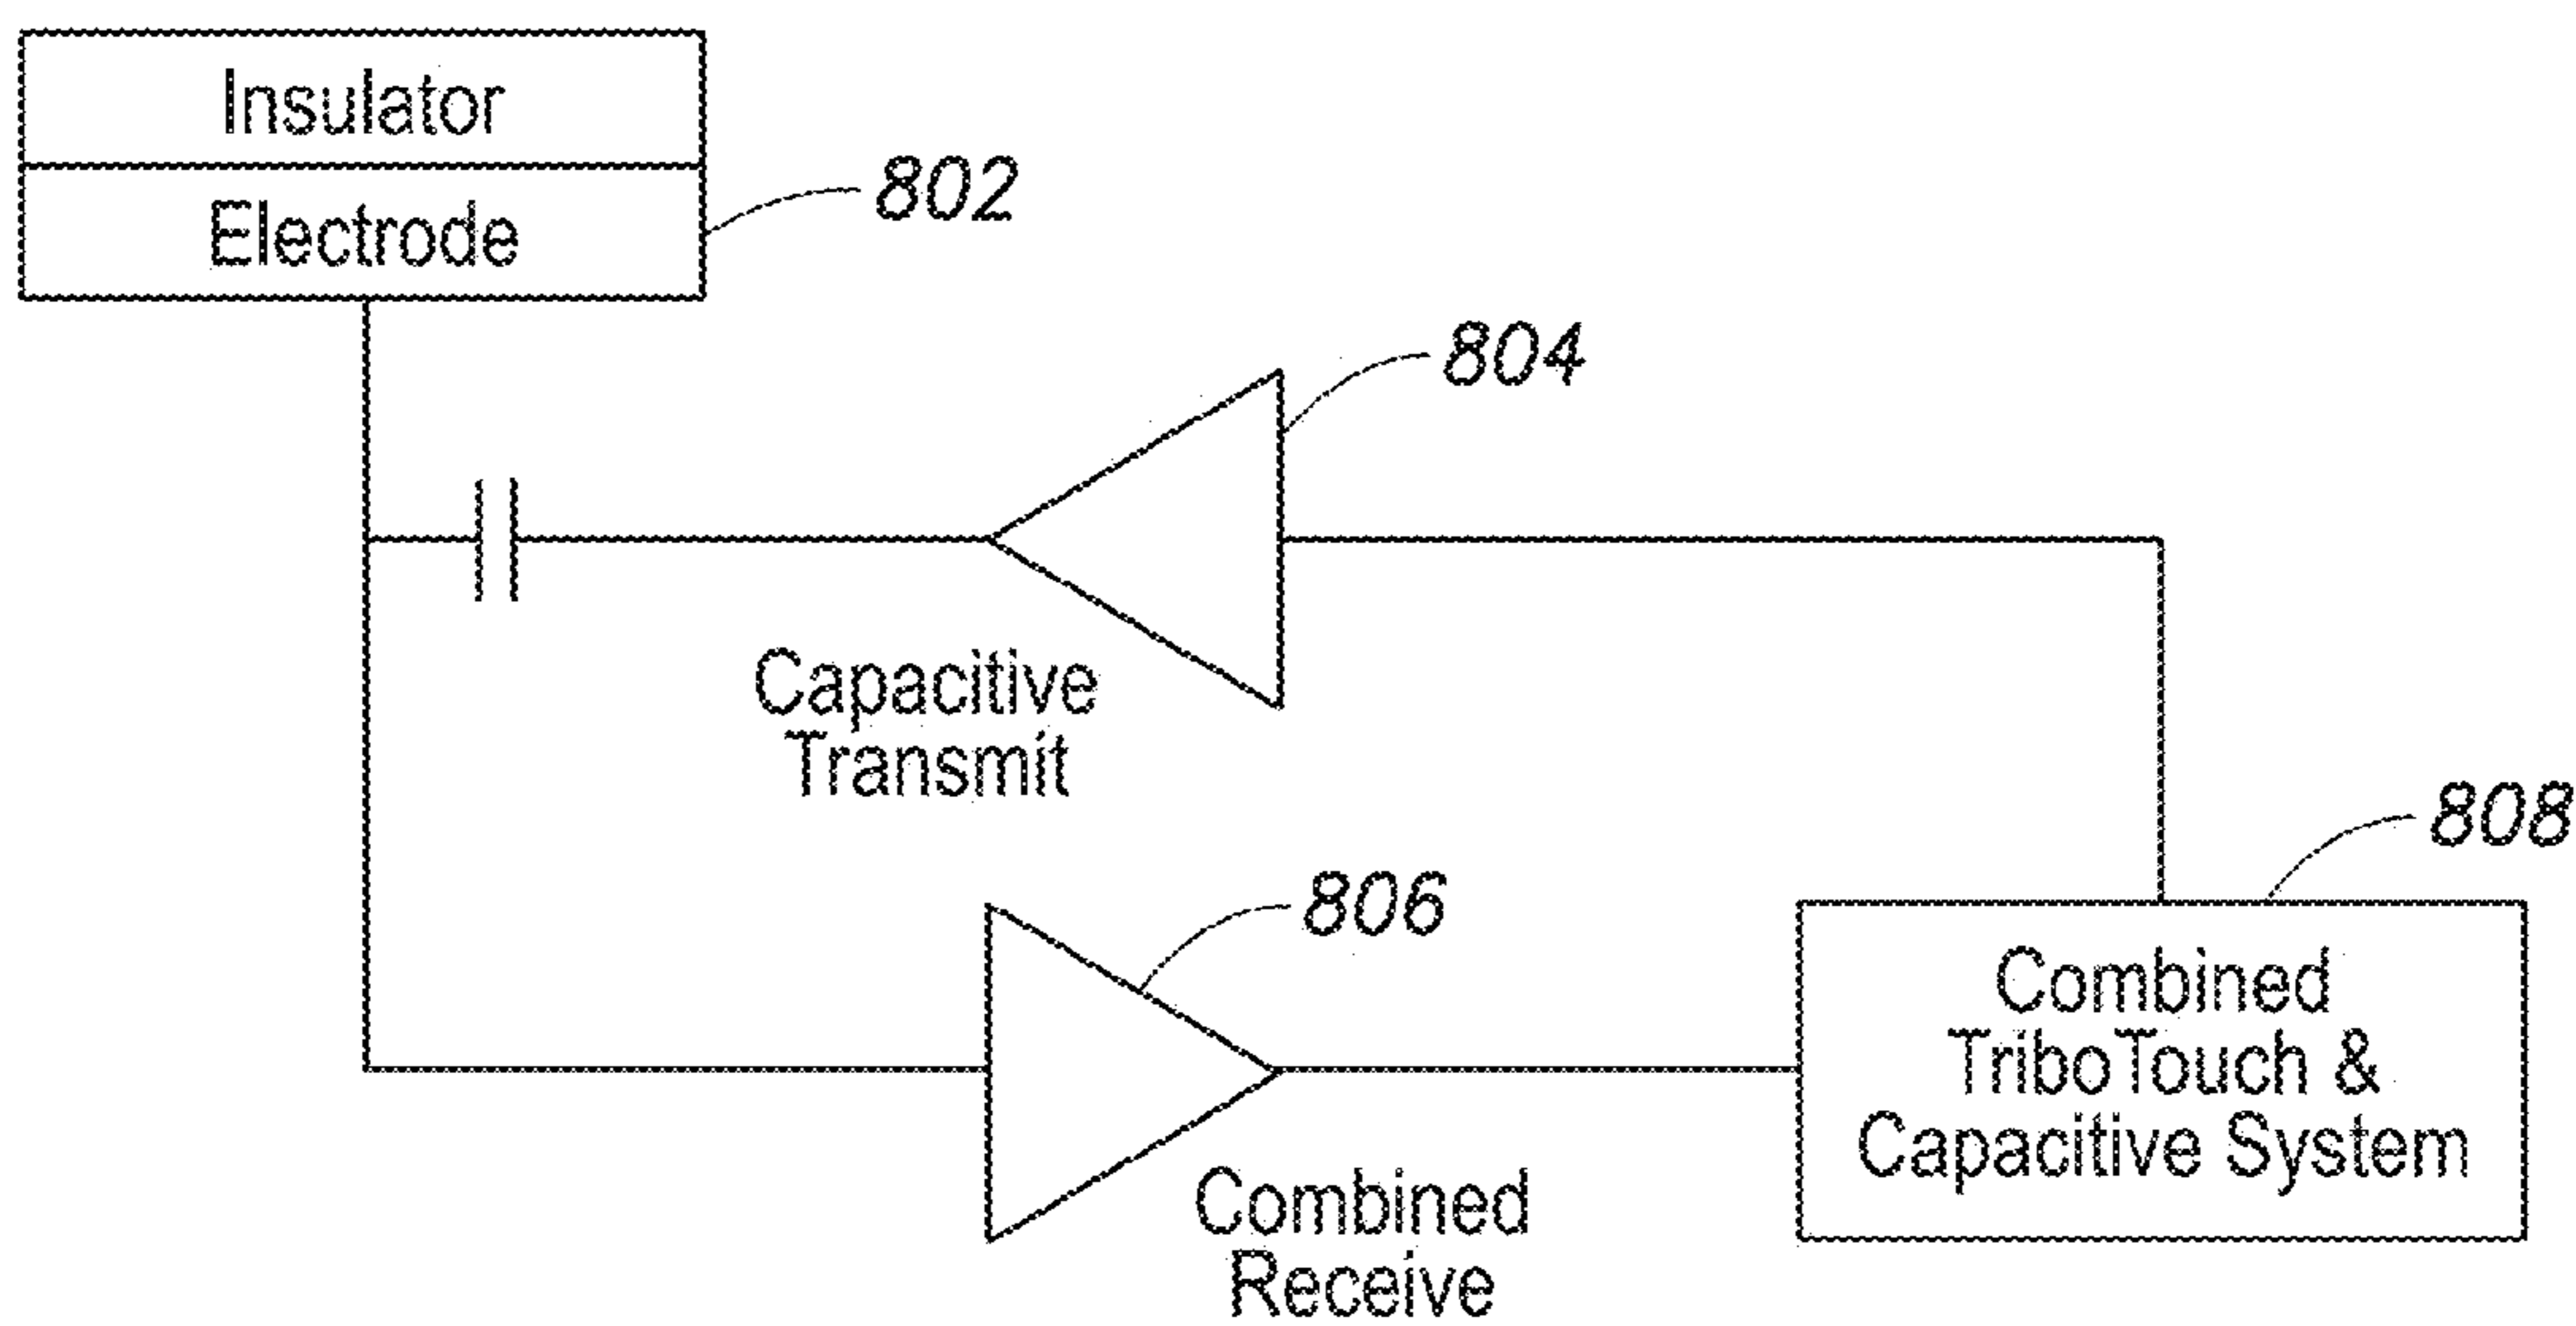 Insulator
Electrode
802
804
Capacitive
Transmit
806
808
Combined
TriboTouch &
Capacitive System
Combined
Receive